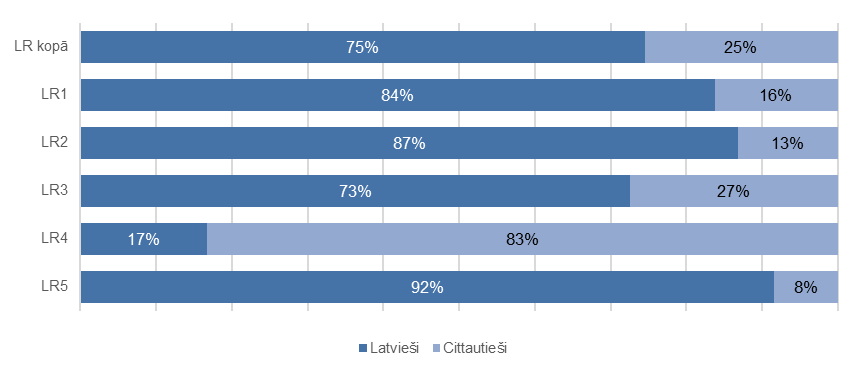 LR kopā 75% 25%
LR1 84% 16%
LR2 87% 13%
LR3 73% 27%
LR4 17% 83%
LR5 92% 8%
Latvieši Cittautieši